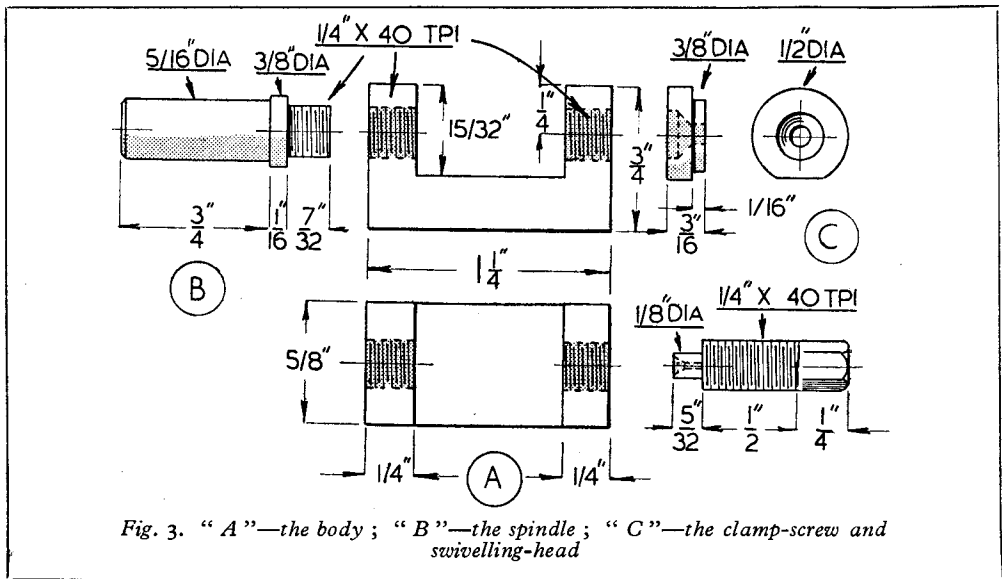 1/4" X 40 TPI
5/16" DIA
3/8" DIA
3/8" DIA
1/2" DIA
15/32"
1/4"
3/4"
1/16"
3/16"
C
3/4"
1/16"
7/32"
B
1 1/4"
1/4" X 40 TPI
1/8" DIA
5/8"
5/32"
1/2"
1/4"
1/4"
A
1/4"
Fig. 3. “ A ”—the body ; “ B ”—the spindle ; “ C ”—the clamp-screw and
swivelling-head